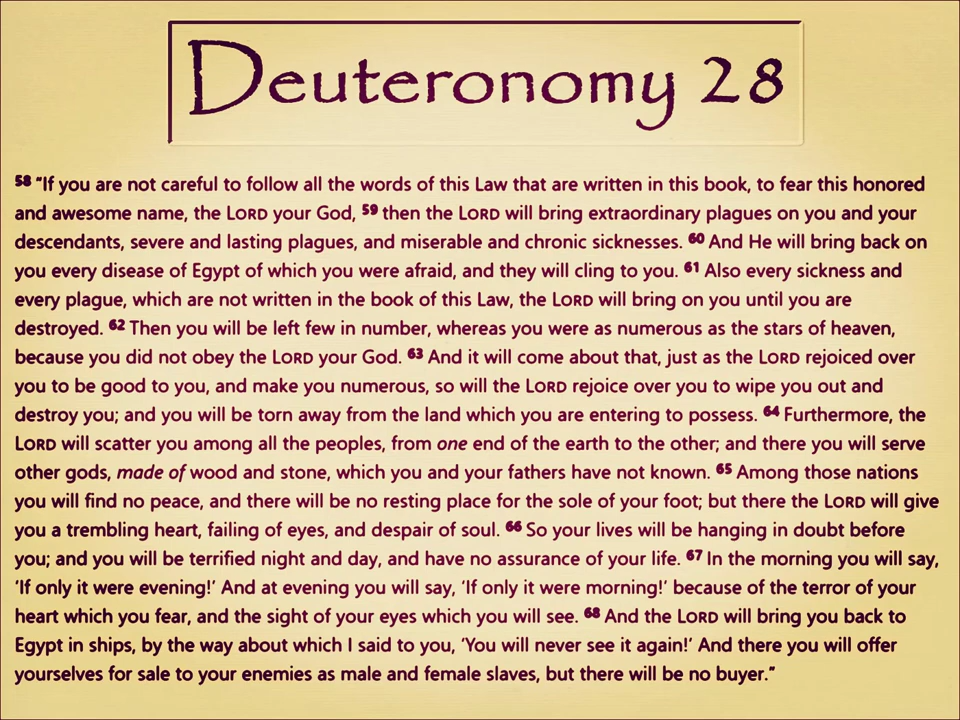 Deuteronomy 28
58 "If you are not careful to follow all the words of this Law that are written in this book, to fear this honored
and awesome name, the LORD your God, 59 then the LORD will bring extraordinary plagues on you and your
descendants, severe and lasting plagues, and miserable and chronic sicknesses. 60 And He will bring back on
you every disease of Egypt of which you were afraid, and they will cling to you. 61 Also every sickness and
every plague, which are not written in the book of this Law, the LORD will bring on you until you are
destroyed. 62 Then you will be left few in number, whereas you were as numerous as the stars of heaven,
because you did not obey the LORD your God. 63 And it will come about that, just as the LORD rejoiced over
you to be good to you, and make you numerous, so will the LORD rejoice over you to wipe you out and
destroy you; and you will be torn away from the land which you are entering to possess. 64 Furthermore, the
LORD will scatter you among all the peoples, from one end of the earth to the other; and there you will serve
other gods, made of wood and stone, which you and your fathers have not known. 65 Among those nations
you will find no peace, and there will be no resting place for the sole of your foot; but there the LORD will give
you a trembling heart, failing of eyes, and despair of soul. 66 So your lives will be hanging in doubt before
you; and you will be terrified night and day, and have no assurance of your life. 67 In the morning you will say,
‘If only it were evening!’ And at evening you will say, ‘If only it were morning!’ because of the terror of your
heart which you fear, and the sight of your eyes which you will see. 68 And the LORD will bring you back to
Egypt in ships, by the way about which I said to you, ‘You will never see it again!’ And there you will offer
yourselves for sale to your enemies as male and female slaves, but there will be no buyer."